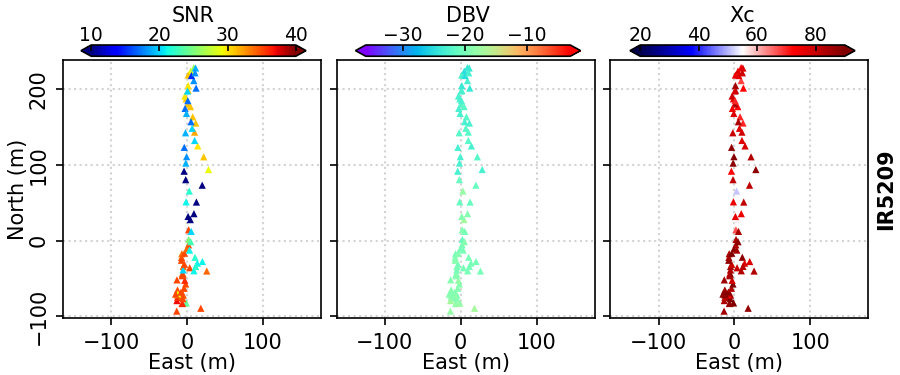 SNR DBV Xc
10 20 30 40 −30 −20 −10 20 40 60 80
200
100
0
−100
North (m)
−100 0 100 −100 0 100 −100 0 100
East (m) East (m) East (m)
IR5209